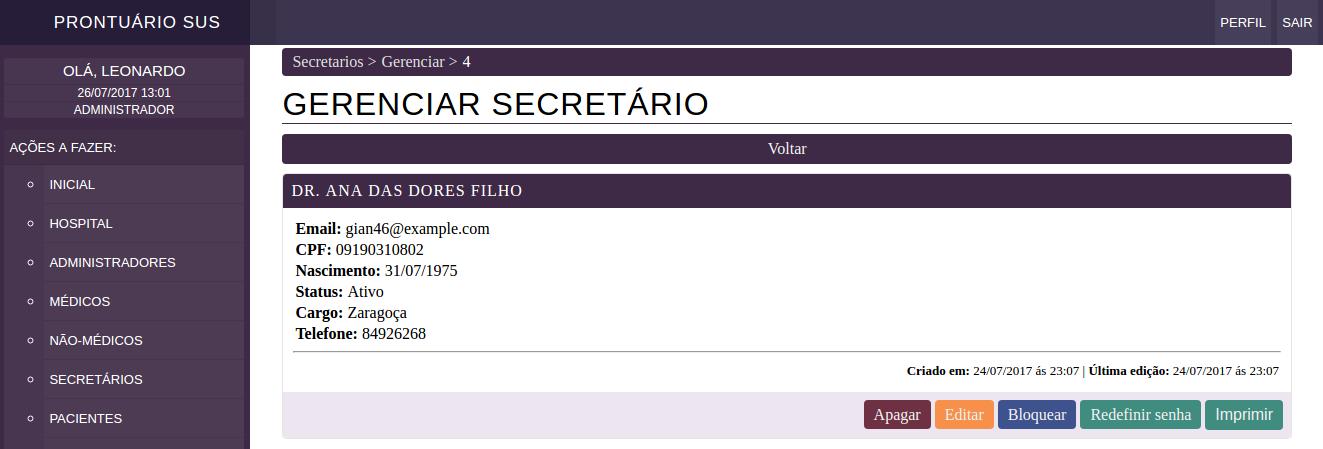 PRONTUÁRIO SUS
PERFIL
SAIR
OLÁ, LEONARDO
26/07/2017 13:01
ADMINISTRADOR
AÇÕES A FAZER:
INICIAL
HOSPITAL
ADMINISTRADORES
MÉDICOS
NÃO-MÉDICOS
SECRETÁRIOS
PACIENTES
Secretarios > Gerenciar > 4
GERENCIAR SECRETÁRIO
Voltar
DR. ANA DAS DORES FILHO
Email: gian46@example.com
CPF: 09190310802
Nascimento: 31/07/1975
Status: Ativo
Cargo: Zaragoça
Telefone: 84926268
Criado em: 24/07/2017 ás 23:07 | Última edição: 24/07/2017 ás 23:07
Apagar
Editar
Bloquear
Redefinir senha
Imprimir